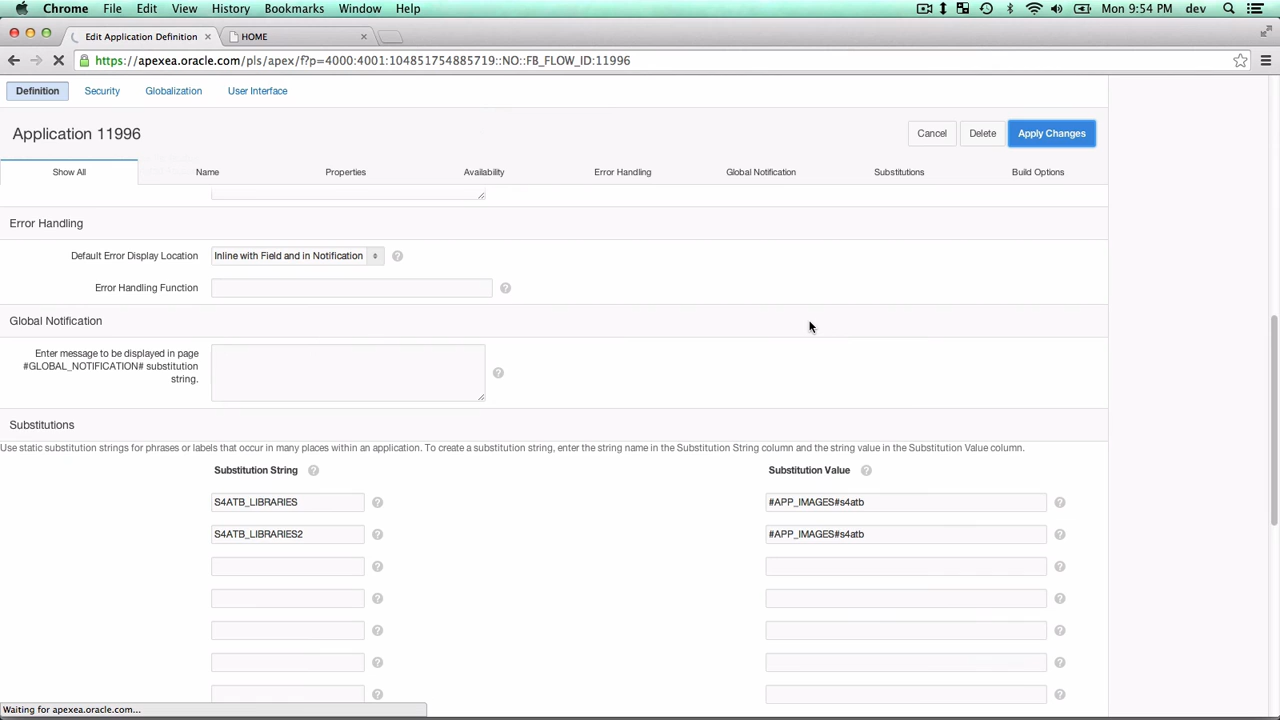 Chrome File Edit View History Bookmarks Window Help Mon 9:54 PM dev
Edit Application Definition × HOME ×
https://apexea.oracle.com/pls/apex/f?p=4000:4001:104851754885719::NO::FB_FLOW_ID:11996
Definition Security Globalization User Interface
Application 11996 Cancel Delete Apply Changes
Show All Name Properties Availability Error Handling Global Notification Substitutions Build Options
Error Handling
Default Error Display Location Inline with Field and in Notification ?
Error Handling Function ?
Global Notification
Enter message to be displayed in page
#GLOBAL_NOTIFICATION# substitution
string.
?
Substitutions
Use static substitution strings for phrases or labels that occur in many places within an application. To create a substitution string, enter the string name in the Substitution String column and the string value in the Substitution Value column.
Substitution String ? Substitution Value ?
S4ATB_LIBRARIES ? #APP_IMAGES#s4atb ?
S4ATB_LIBRARIES2 ? #APP_IMAGES#s4atb ?
? ?
? ?
? ?
? ?
? ?
Waiting for apexea.oracle.com...